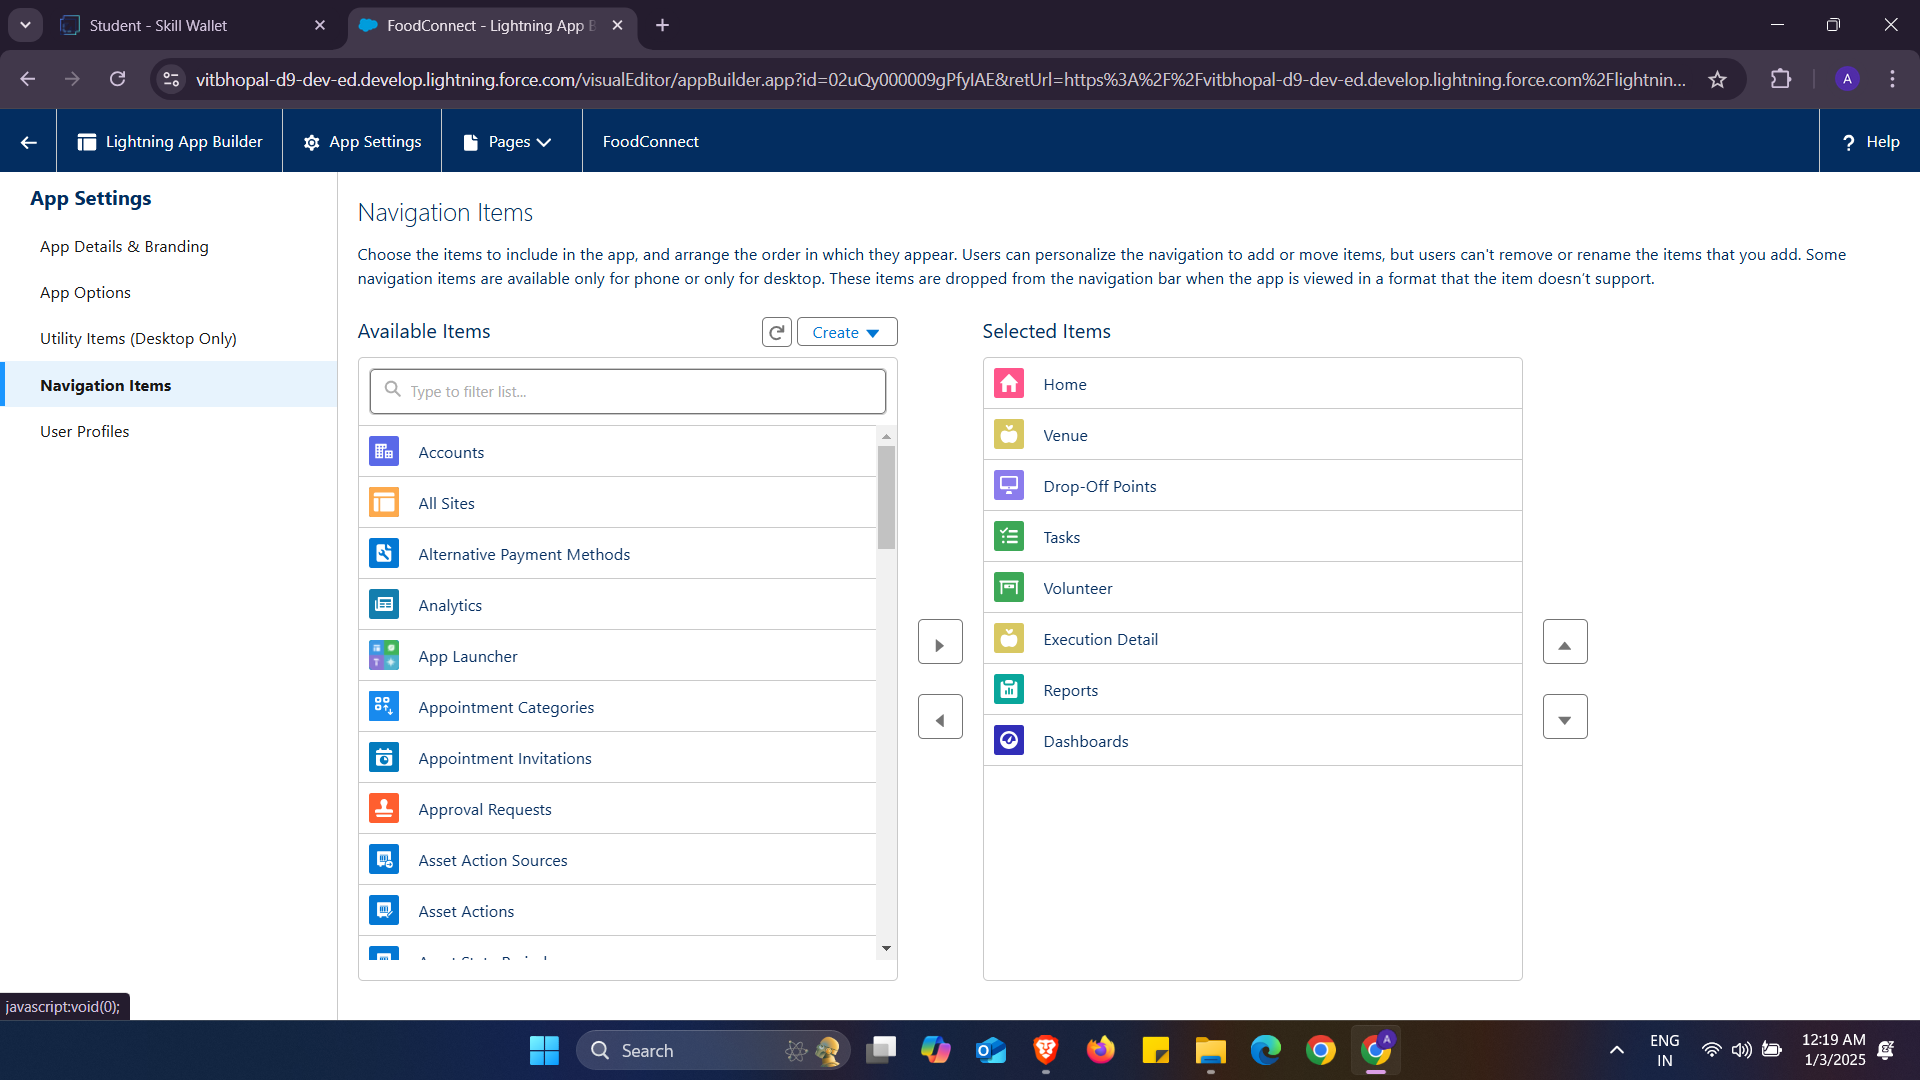 Student - Skill Wallet
FoodConnect - Lightning App B
vitbhopal-d9-dev-ed.develop.lightning.force.com/visualEditor/appBuilder.app?id=02uQy000009gPfyIAE&retUrl=https%3A%2F%2Fvitbhopal-d9-dev-ed.develop.lightning.force.com%2Flightnin...
A
Lightning App Builder
App Settings
Pages
FoodConnect
? Help
App Settings
App Details & Branding
App Options
Utility Items (Desktop Only)
Navigation Items
User Profiles
Navigation Items
Choose the items to include in the app, and arrange the order in which they appear. Users can personalize the navigation to add or move items, but users can't remove or rename the items that you add. Some
navigation items are available only for phone or only for desktop. These items are dropped from the navigation bar when the app is viewed in a format that the item doesn't support.
Available Items
Create
Type to filter list...
Accounts
All Sites
Alternative Payment Methods
Analytics
App Launcher
Appointment Categories
Appointment Invitations
Approval Requests
Asset Action Sources
Asset Actions
Selected Items
Home
Venue
Drop-Off Points
Tasks
Volunteer
Execution Detail
Reports
Dashboards
javascript:void(0);
Search
ENG
IN
12:19 AM
1/3/2025